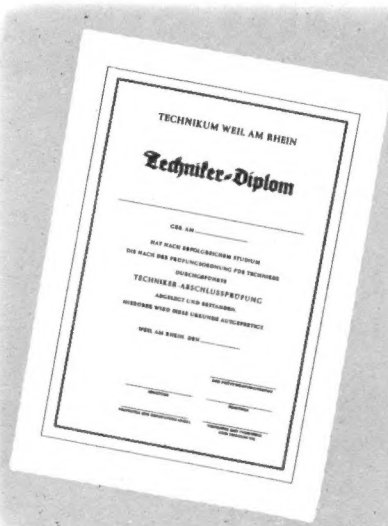 TECHNIKUM WEIL AM RHEIN
Techniker-Diplom
GEB. AM
HAT NACH ERFOLGREICHEM STUDIUM
DIE NACH DER PRÜFUNGSORDNUNG FÜR TECHNIKER
DURCHGEFÜHRTE
TECHNIKER-ABSCHLUSSPRÜFUNG
ABGELEGT UND BESTANDEN.
HIERÜBER WIRD DIESE URKUNDE AUSGEFERTIGT
WEIL AM RHEIN, DEN